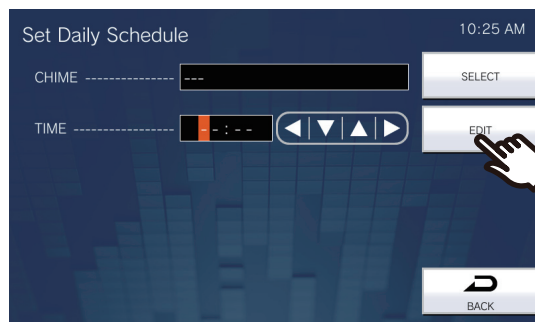 Set Daily Schedule 10:25 AM
CHIME --------------- --- SELECT
TIME ----------------- --:-- EDIT
BACK